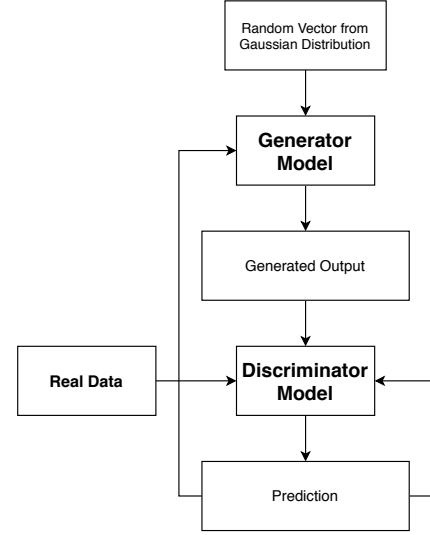 Random Vector from
Gaussian Distribution
Generator
Model
Generated Output
Real Data
Discriminator
Model
Prediction